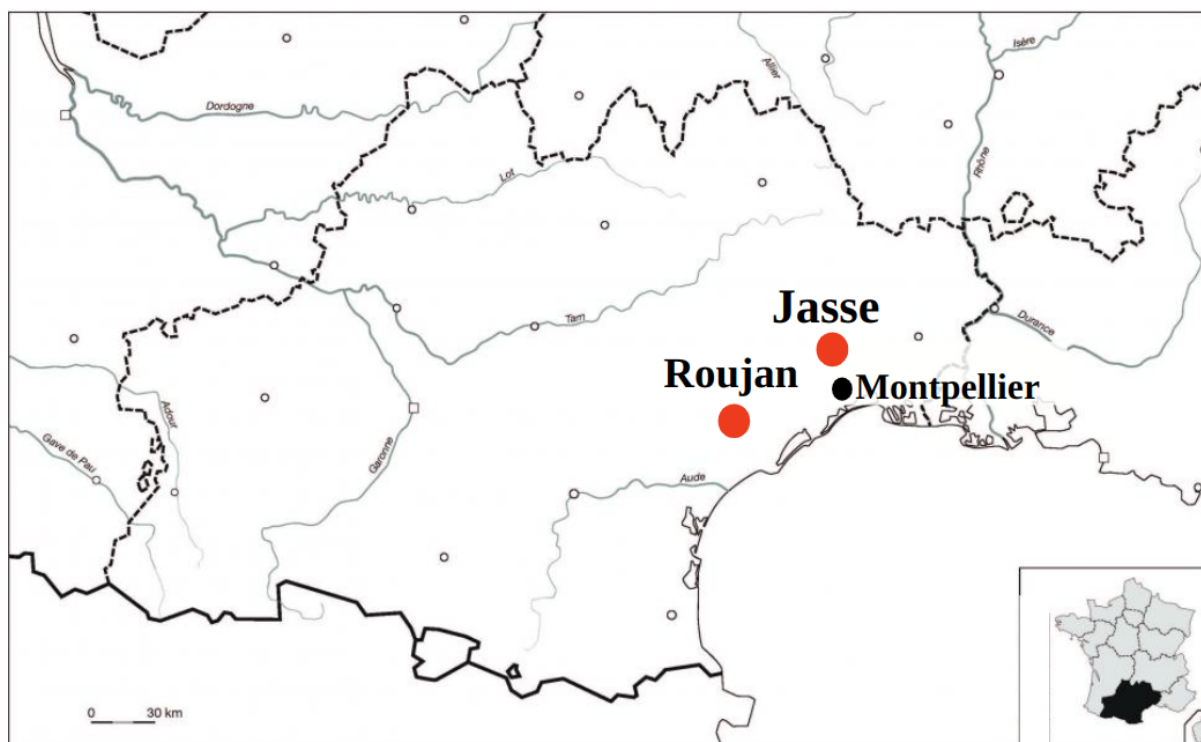 Isère
Allier
Dordogne
Rhône
Lot
Jasse
Tarn
Durance
Roujan
Montpellier
Adour
Garonne
Gave de Pau
Aude
0 30 km